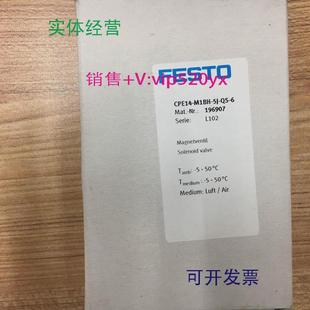 实体经营
FESTO
销售+V:vip520yx
CPE14-M1BH-5J-QS-6
Mat.-Nr.: 196907
Serie: L102
Magnetventil
Solenoid valve
Tamb: -5 - 50 °C
Tmedium: -5 - 50 °C
Medium: Luft / Air
可开发票